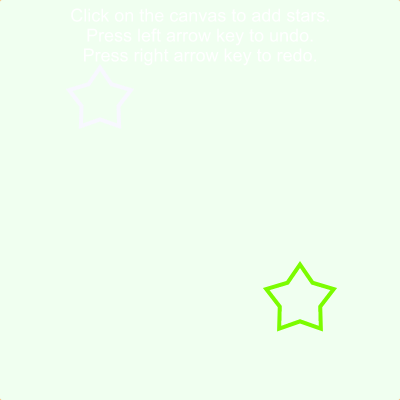 Click on the canvas to add stars.
Press left arrow key to undo.
Press right arrow key to redo.